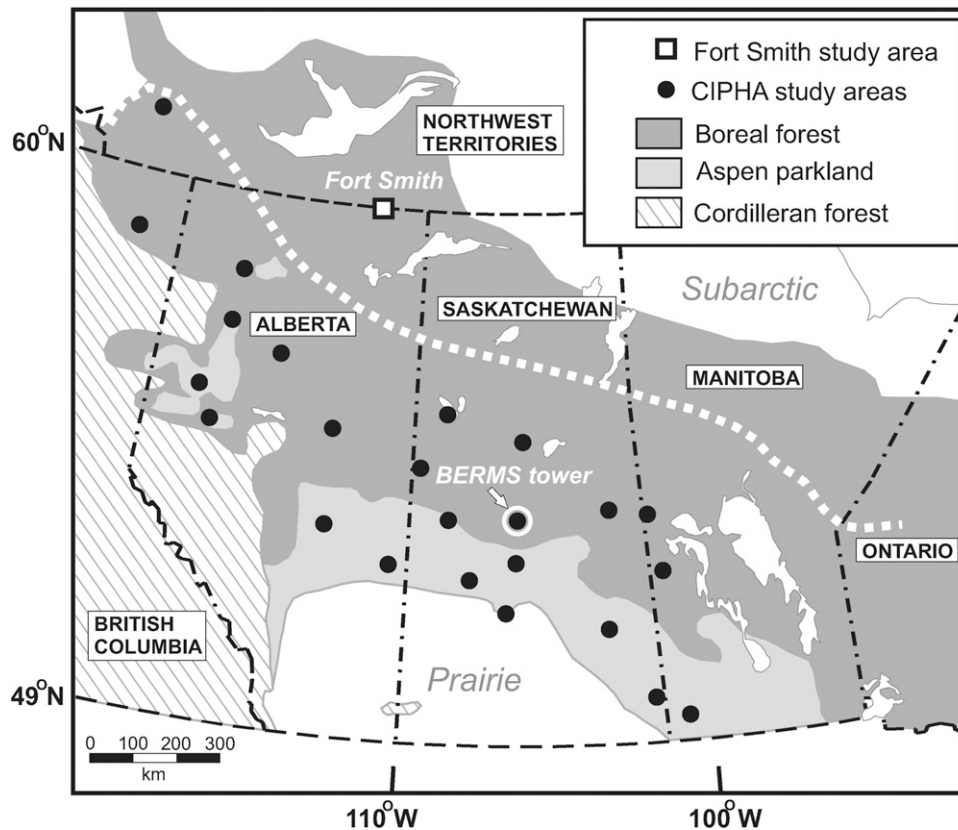 60°N
NORTHWEST
TERRITORIES
Fort Smith
Fort Smith study area
CIPHA study areas
Boreal forest
Aspen parkland
Cordilleran forest
Subarctic
ALBERTA
SASKATCHEWAN
MANITOBA
BERMS tower
ONTARIO
BRITISH
COLUMBIA
Prairie
49°N
0 100 200 300
km
110°W
100°W